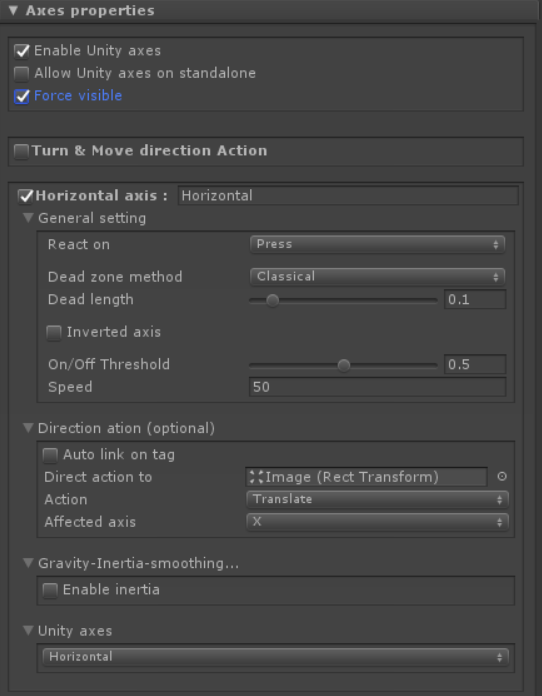 Axes properties
Enable Unity axes
Allow Unity axes on standalone
Force visible
Turn & Move direction Action
Horizontal axis : Horizontal
General setting
React on Press
Dead zone method Classical
Dead length 0.1
Inverted axis
On/Off Threshold 0.5
Speed 50
Direction ation (optional)
Auto link on tag
Direct action to Image (Rect Transform)
Action Translate
Affected axis X
Gravity-Inertia-smoothing...
Enable inertia
Unity axes
Horizontal